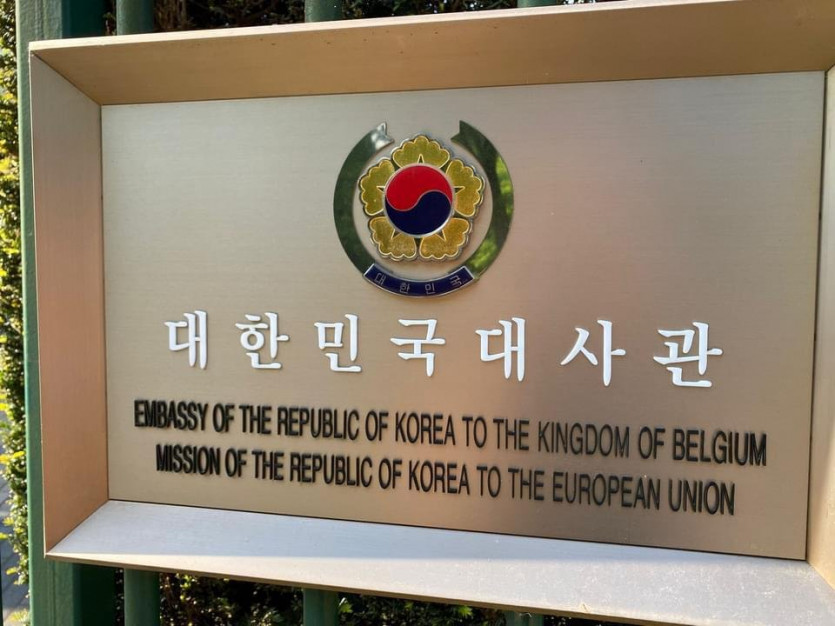 대한민국
대한민국대사관
EMBASSY OF THE REPUBLIC OF KOREA TO THE KINGDOM OF BELGIUM
MISSION OF THE REPUBLIC OF KOREA TO THE EUROPEAN UNION